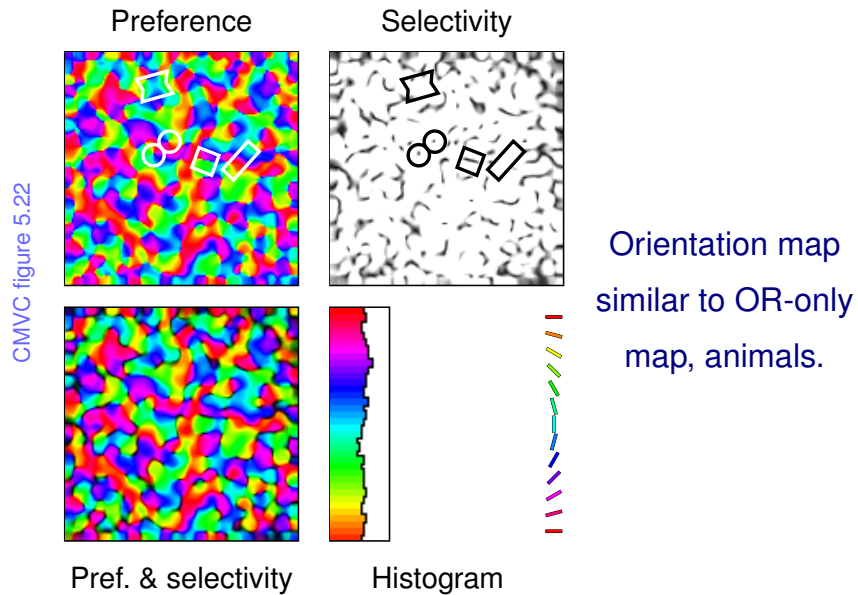 Preference
Selectivity
CMVC figure 5.22
Orientation map
similar to OR-only
map, animals.
Pref. & selectivity
Histogram